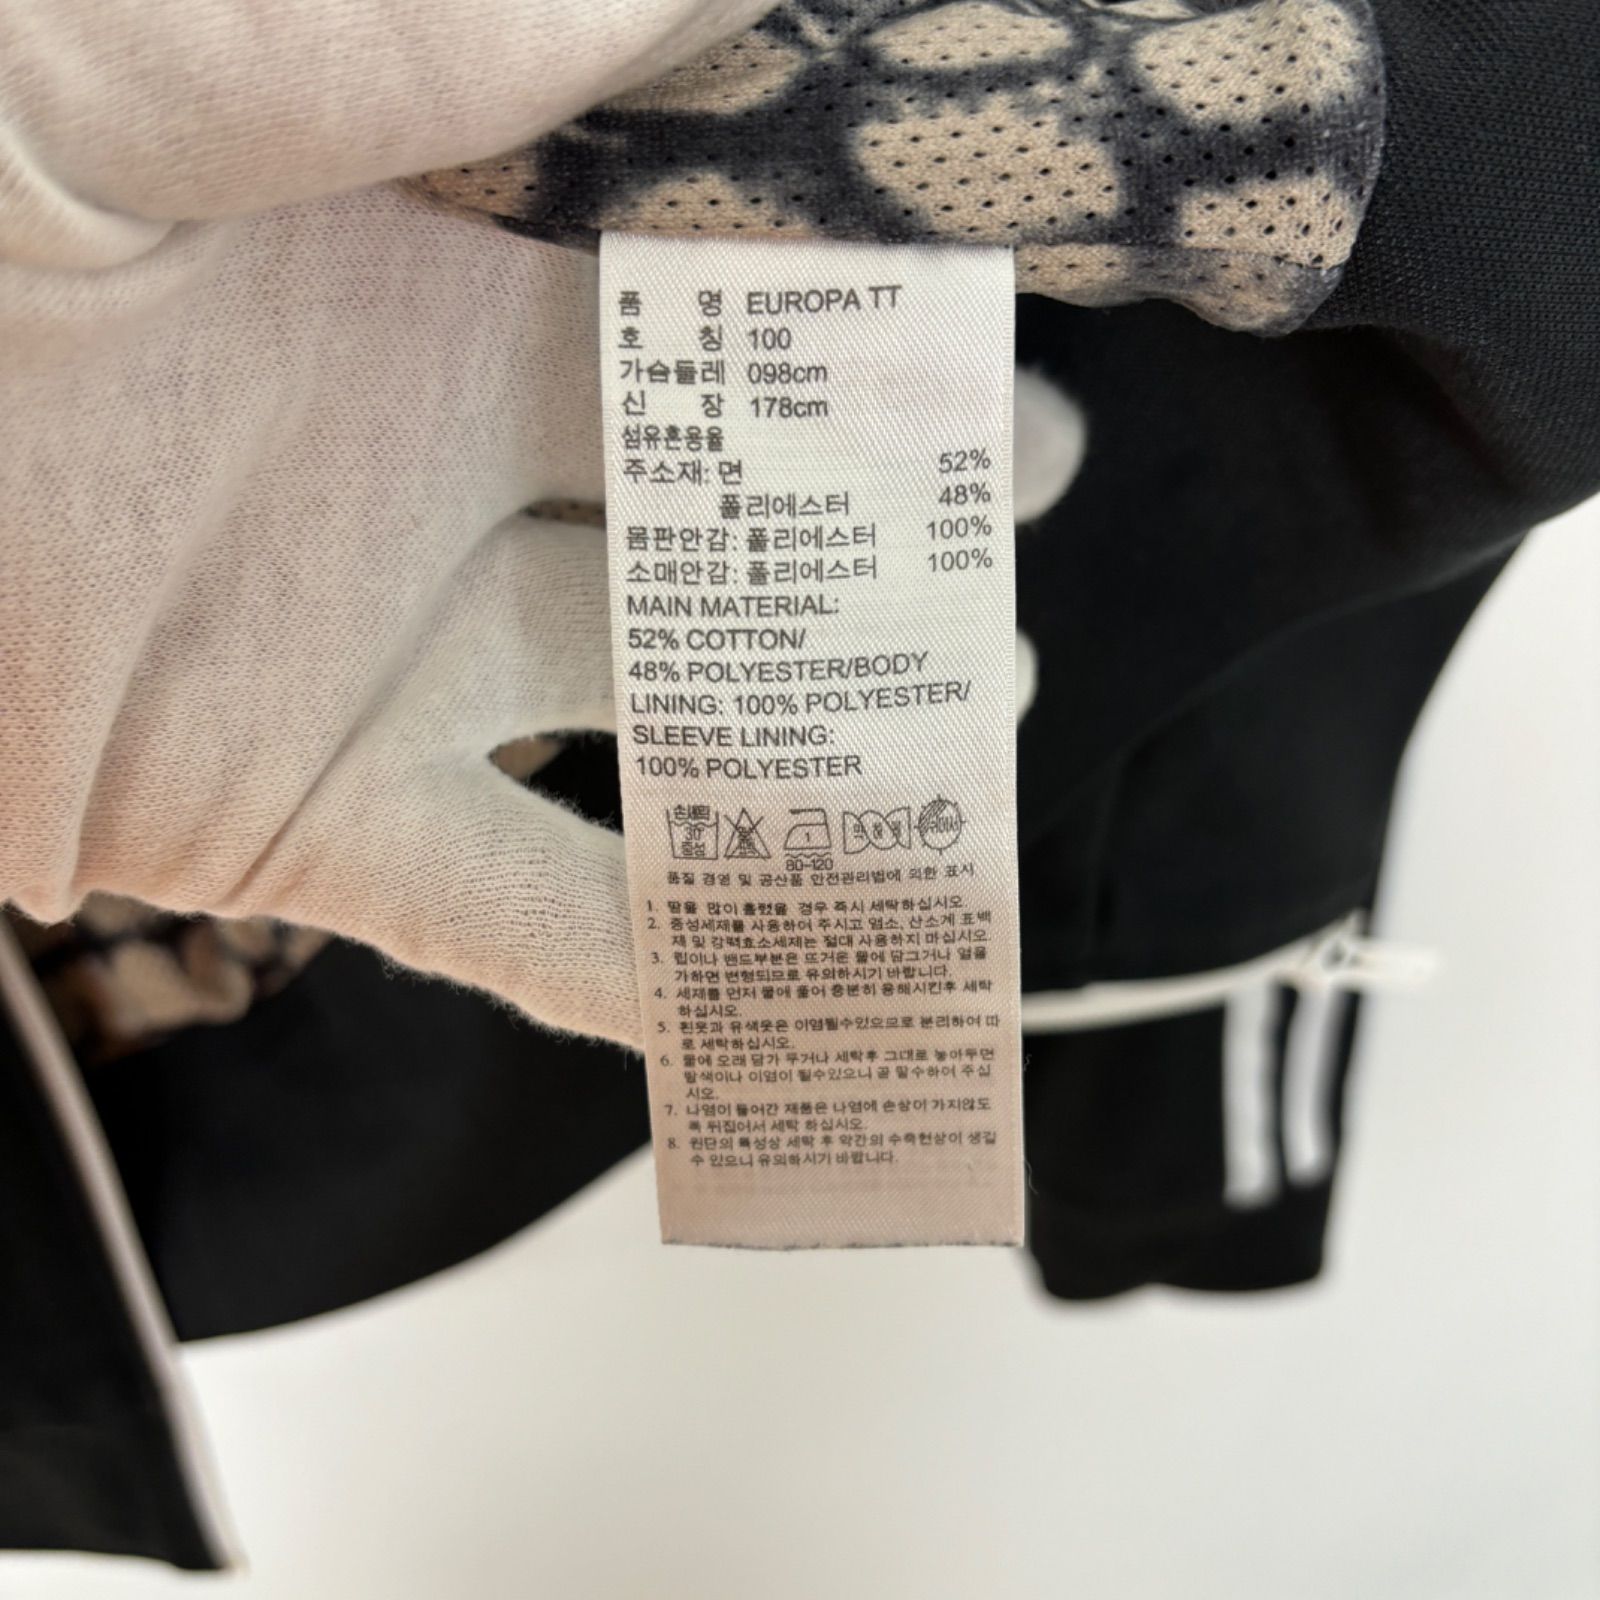 품 명 EUROPA TT
호 칭 100
가슴둘레 098cm
신 장 178cm
섬유혼용율
주소재: 면 52%
폴리에스터 48%
몸판안감: 폴리에스터 100%
소매안감: 폴리에스터 100%
MAIN MATERIAL:
52% COTTON/
48% POLYESTER/BODY
LINING: 100% POLYESTER/
SLEEVE LINING:
100% POLYESTER
손세탁
30°
중성
1
80-120
품질 경영 및 공산품 안전관리법에 의한 표시
1. 땀을 많이 흘렸을 경우 즉시 세탁하십시오.
2. 중성세제를 사용하여 주시고 염소, 산소계 표백
제 및 강력효소세제는 절대 사용하지 마십시오.
3. 립이나 밴드부분은 뜨거운 물에 담그거나 열을
가하면 변형되므로 유의하시기 바랍니다.
4. 세제를 먼저 물에 풀어 충분히 용해시킨후 세탁
하십시오.
5. 흰옷과 유색옷은 이염될수있으므로 분리하여 따
로 세탁하십시오.
6. 물에 오래 담가 두거나 세탁후 그대로 놓아두면
탈색이나 이염이 될수있으니 곧 말수하여 주십
시오.
7. 나염이 들어간 제품은 나염에 손상이 가지않도
록 뒤집어서 세탁 하십시오.
8. 원단의 특성상 세탁 후 약간의 수축현상이 생길
수 있으니 유의하시기 바랍니다.